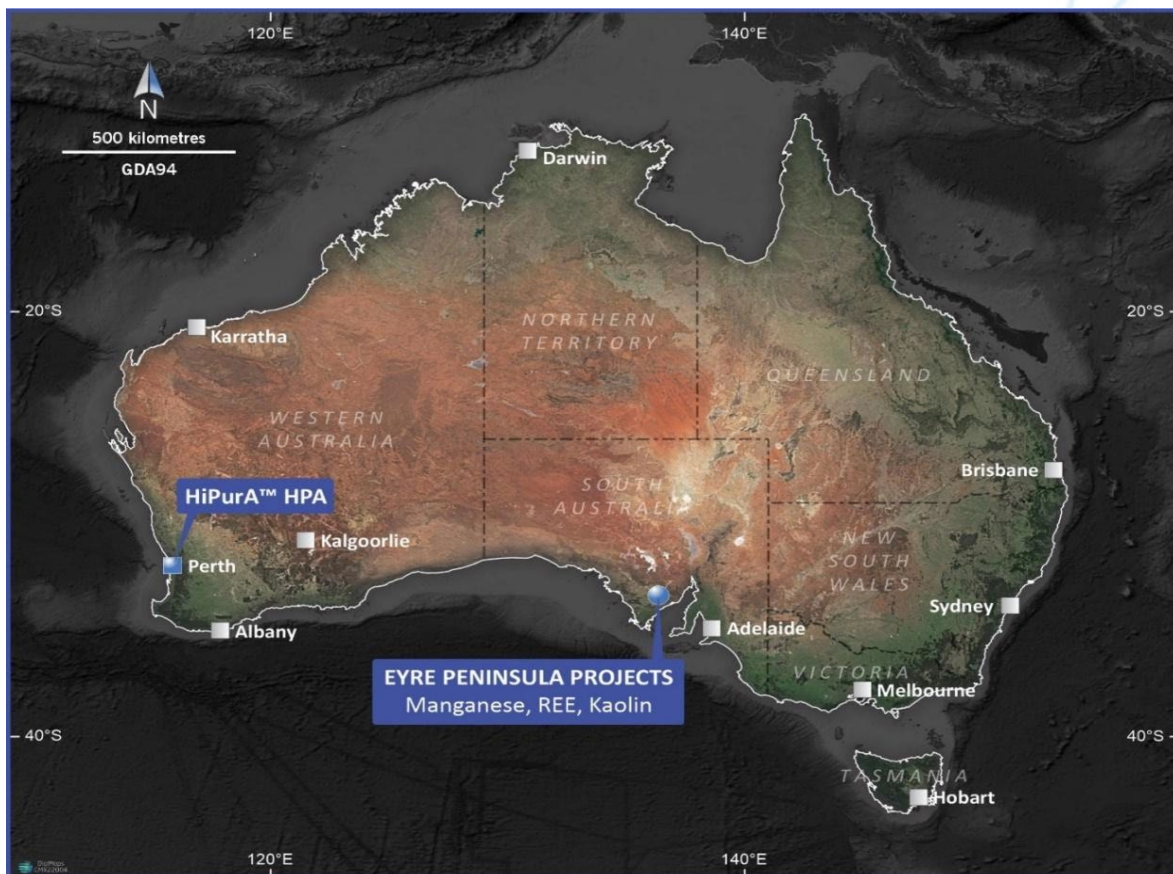 120°E
140°E
N
500 kilometres
GDA94
Darwin
20°S
20°S
Karratha
NORTHERN
TERRITORY
QUEENSLAND
WESTERN
AUSTRALIA
Brisbane
HiPurA™ HPA
SOUTH
AUSTRALIA
Kalgoorlie
NEW
SOUTH
WALES
Perth
Sydney
Albany
Adelaide
EYRE PENINSULA PROJECTS
Manganese, REE, Kaolin
VICTORIA
Melbourne
40°S
40°S
TASMANIA
Hobart
120°E
140°E